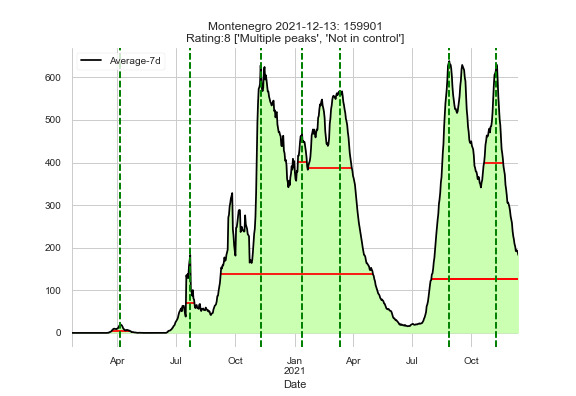 Montenegro 2021-12-13: 159901
Rating:8 ['Multiple peaks', 'Not in control']
Average-7d
600
500
400
300
200
100
0
Apr Jul Oct Jan Apr Jul Oct
2021
Date